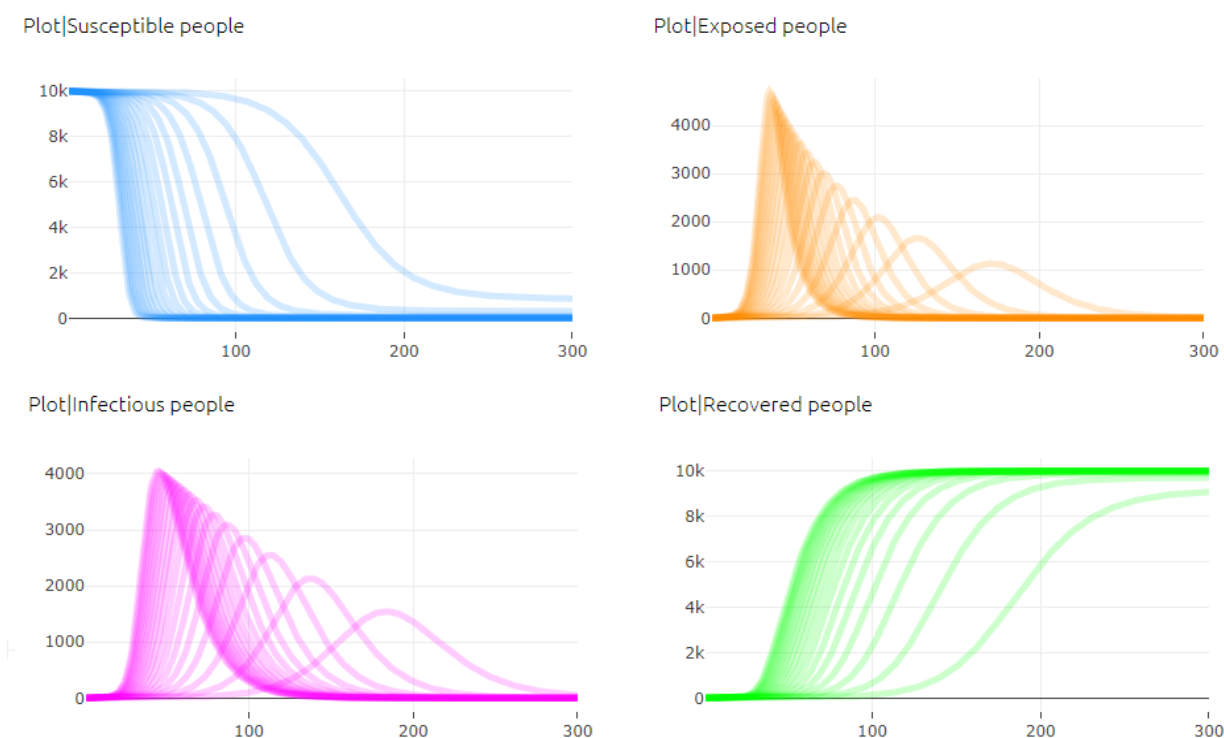 Plot|Susceptible people
10k
8k
6k
4k
2k
0
100
200
300
Plot|Exposed people
4000
3000
2000
1000
0
100
200
300
Plot|Infectious people
4000
3000
2000
1000
0
100
200
300
Plot|Recovered people
10k
8k
6k
4k
2k
0
100
200
300